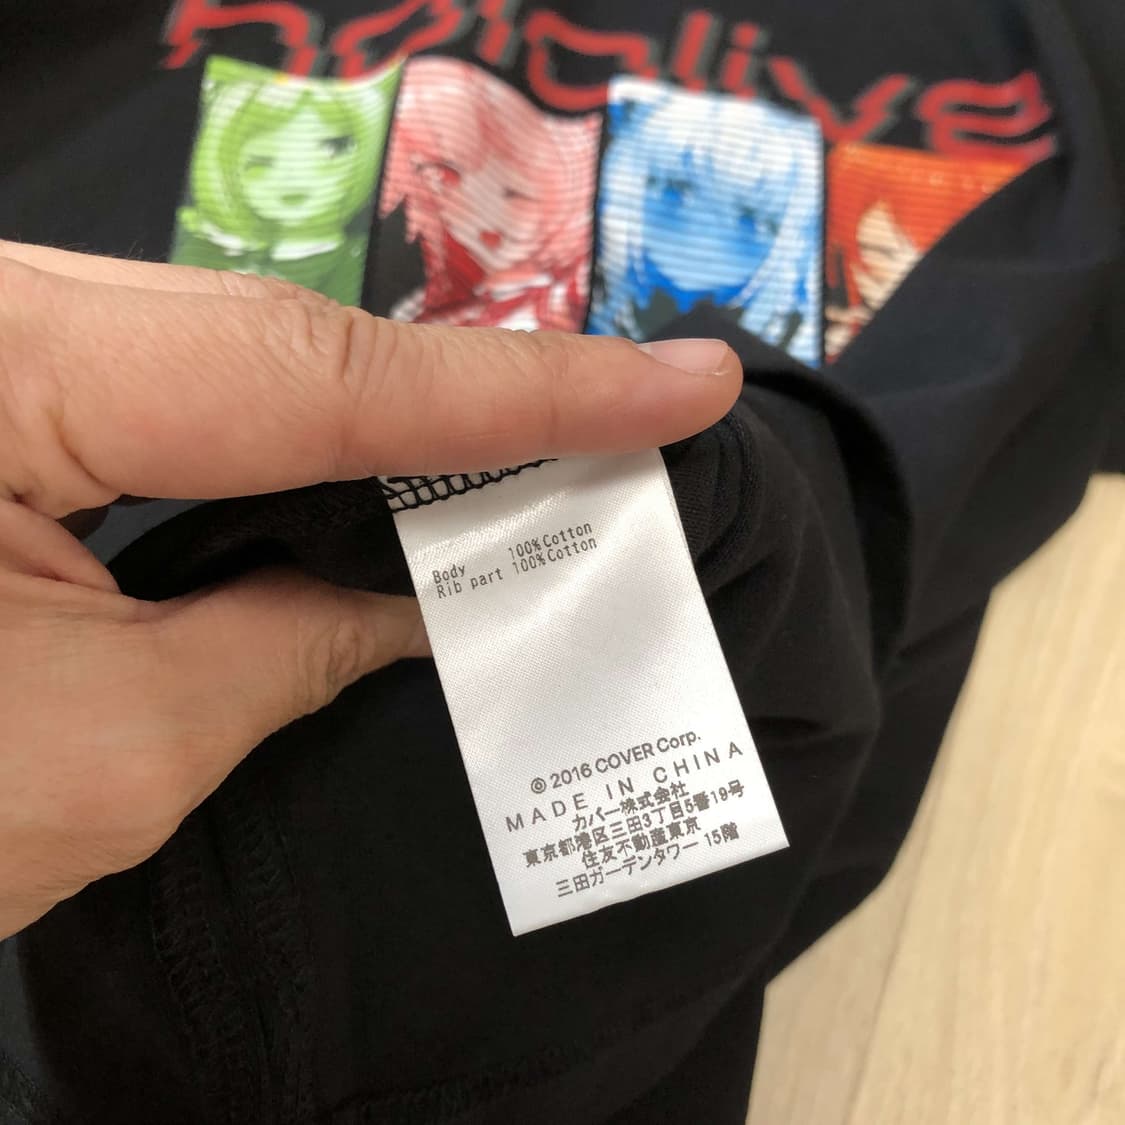 hololive
Body 100%Cotton
Rib part 100%Cotton
© 2016 COVER Corp.
MADE IN CHINA
カバー株式会社
東京都港区三田3丁目5番19号
住友不動産東京
三田ガーデンタワー 15階